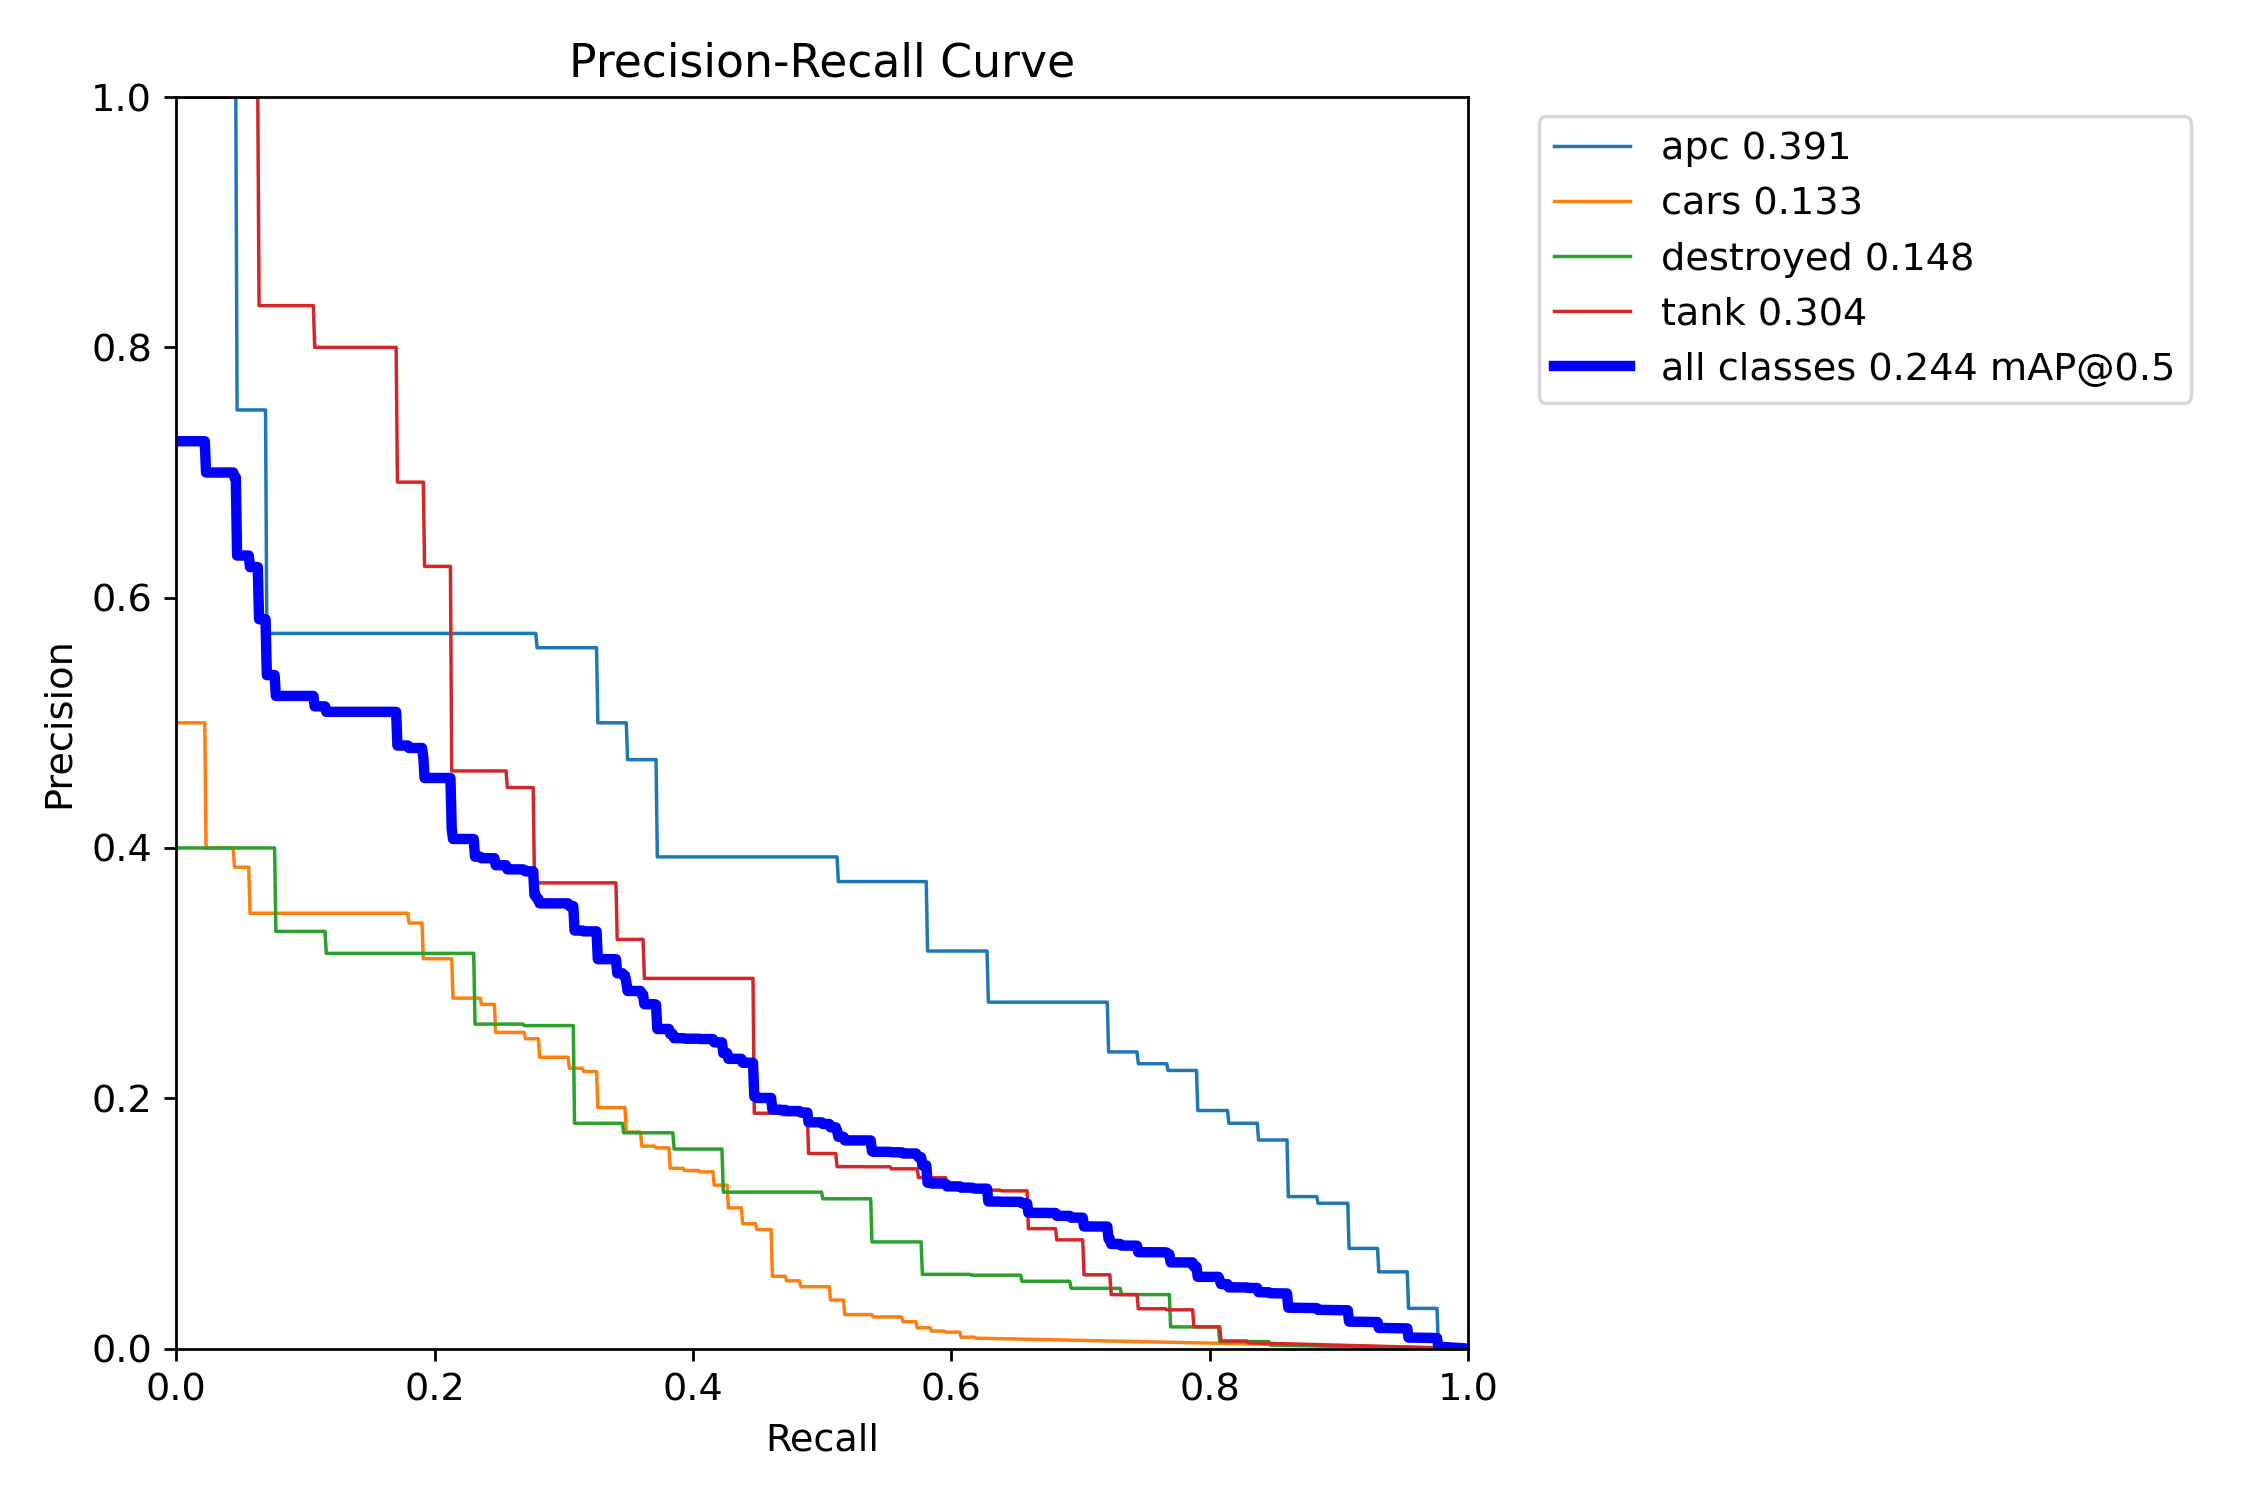 Precision-Recall Curve
1.0
0.8
0.6
0.4
0.2
0.0
Precision
0.0 0.2 0.4 0.6 0.8 1.0
Recall
apc 0.391
cars 0.133
destroyed 0.148
tank 0.304
all classes 0.244 mAP@0.5